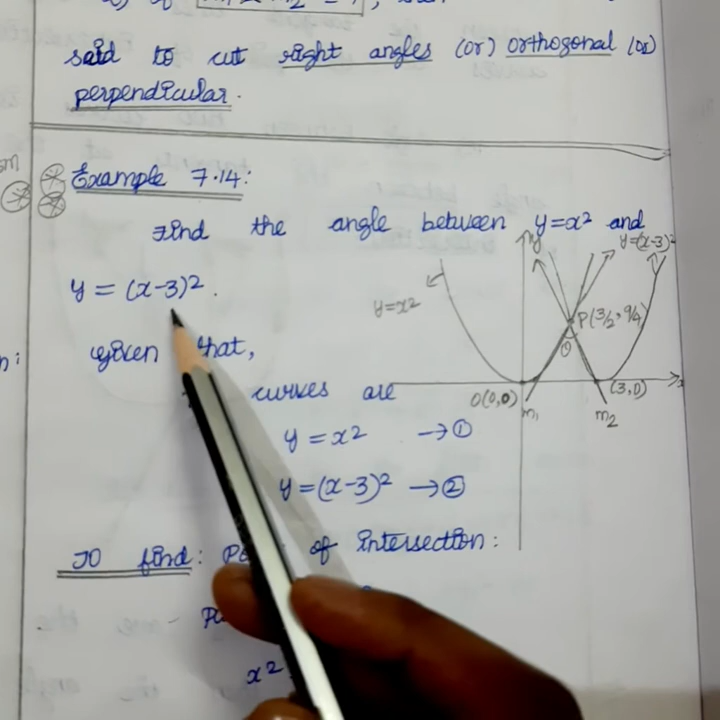 said to cut right angles (or) orthogonal (or)
perpendicular.
Example 7.14:
Find the angle between y=x² and
y = (x-3)².
y=(x-3)²
y=x²
P(3/2, 9/4)
θ
O(0,0)
(3,0)
x
y
m₁
m₂
given that,
curves are
y = x² → ①
y = (x-3)² → ②
To find: of intersection:
x²